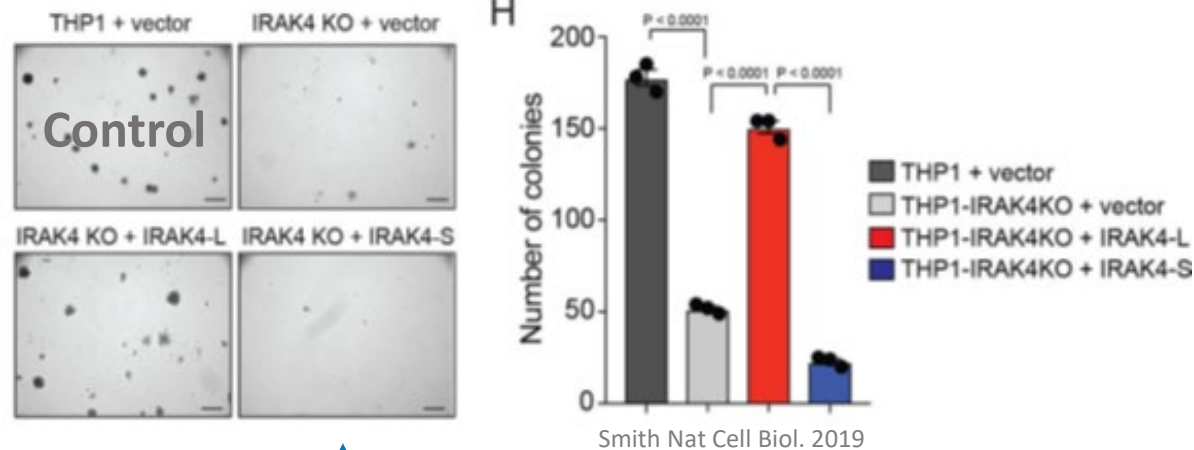 THP1 + vector
IRAK4 KO + vector
Control
IRAK4 KO + IRAK4-L
IRAK4 KO + IRAK4-S
H
P < 0.0001
P < 0.0001
P < 0.0001
Number of colonies
200
150
100
50
0
THP1 + vector
THP1-IRAK4KO + vector
THP1-IRAK4KO + IRAK4-L
THP1-IRAK4KO + IRAK4-S
Smith Nat Cell Biol. 2019